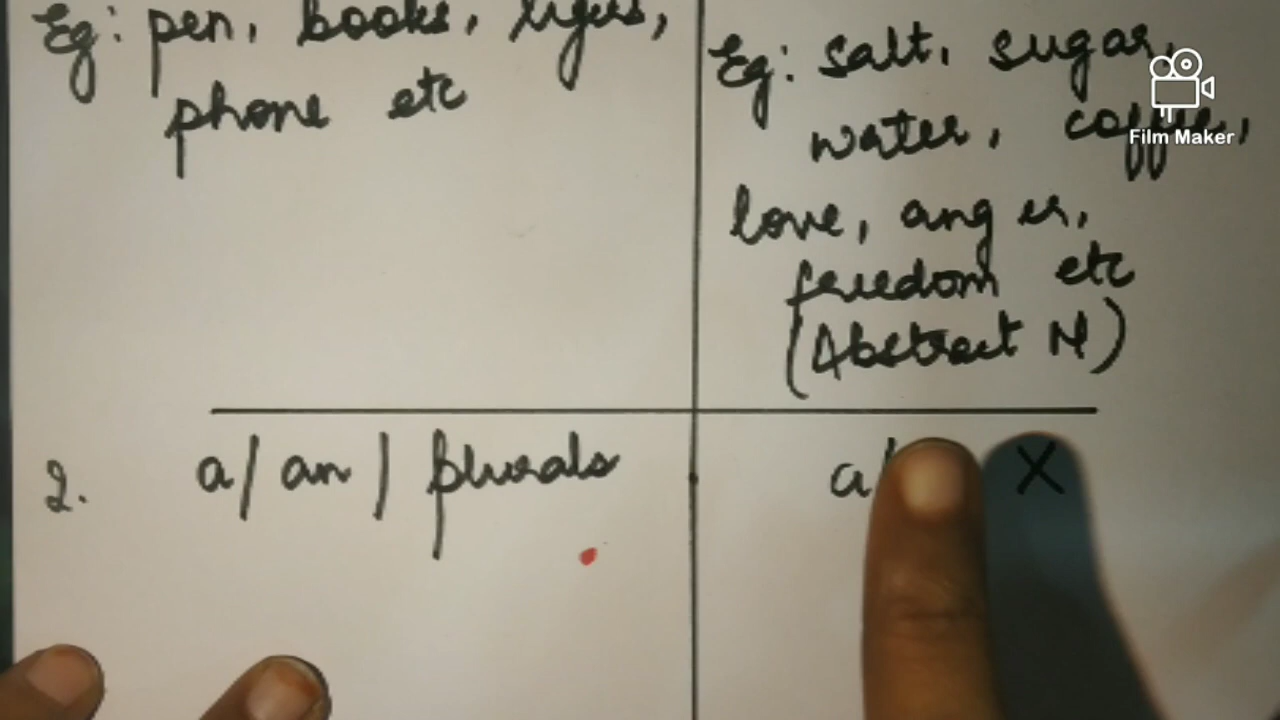 Eg: pen, books,
phone etc
Eg: salt, sugar,
water, coffee,
love, anger,
freedom etc
(Abstract N)
2. a/ an / plurals
a/ X
Film Maker